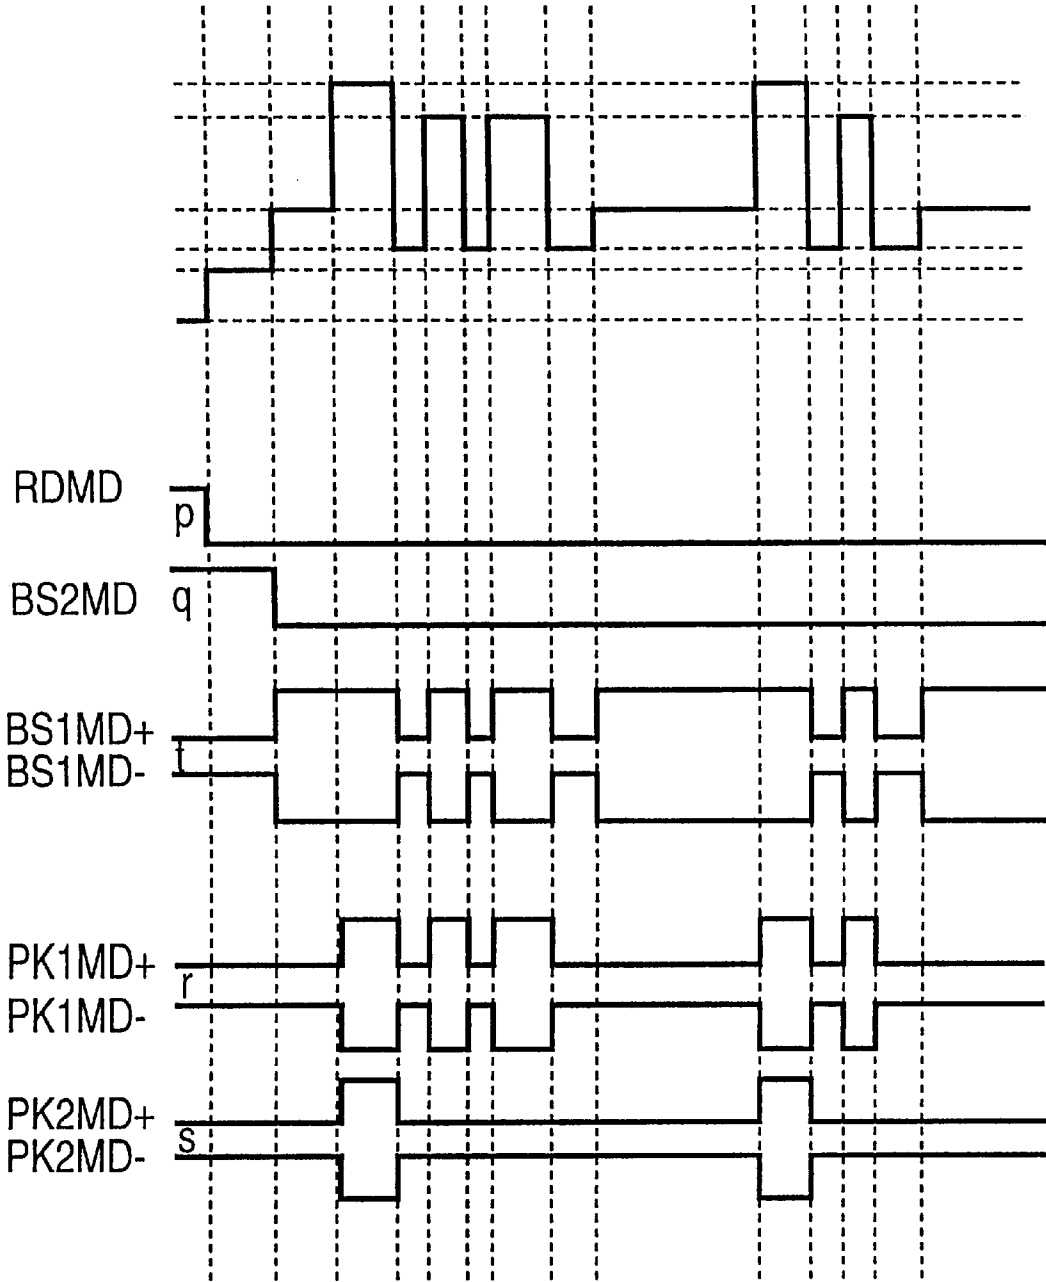 RDMD
p
BS2MD
q
BS1MD+
t
BS1MD-
PK1MD+
r
PK1MD-
PK2MD+
s
PK2MD-